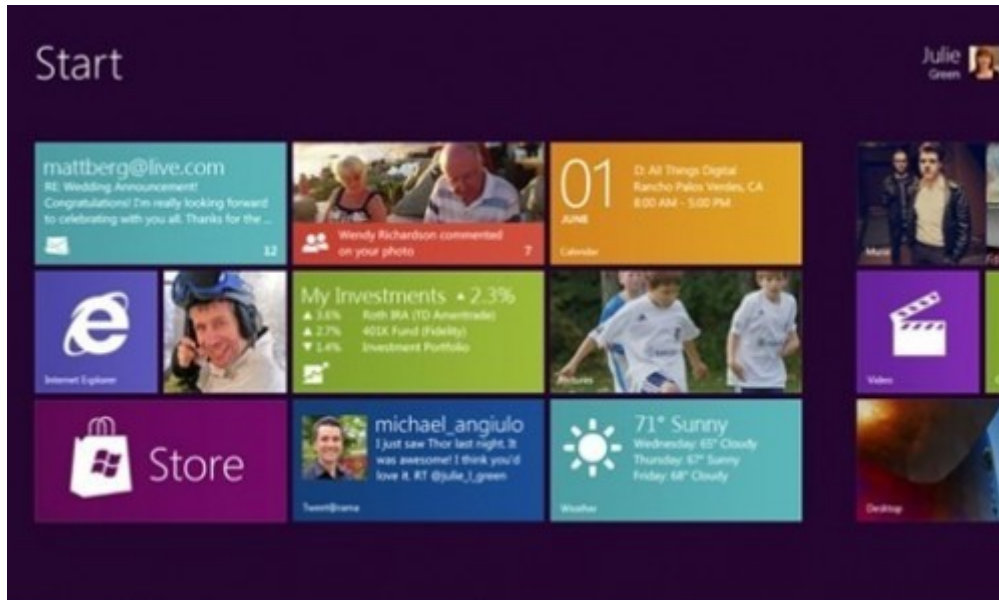 Start
Julie
Green
mattberg@live.com
RE: Wedding Announcement!
Congratulations! I'm really looking forward
to celebrating with you all. Thanks for the ...
12
Wendy Richardson commented
on your photo
7
01
JUNE
D: All Things Digital
Rancho Palos Verdes, CA
8:00 AM - 5:00 PM
Calendar
Music
Internet Explorer
My Investments ▲ 2.3%
▲ 3.6% Roth IRA (TD Ameritrade)
▲ 2.7% 401K Fund (Fidelity)
▼ 1.4% Investment Portfolio
Pictures
Video
Store
michael_angiulo
I just saw Thor last night. It
was awesome! I think you'd
love it. RT @julie_l_green
Tweet@rama
71° Sunny
Wednesday: 65° Cloudy
Thursday: 67° Sunny
Friday: 68° Cloudy
Weather
Desktop